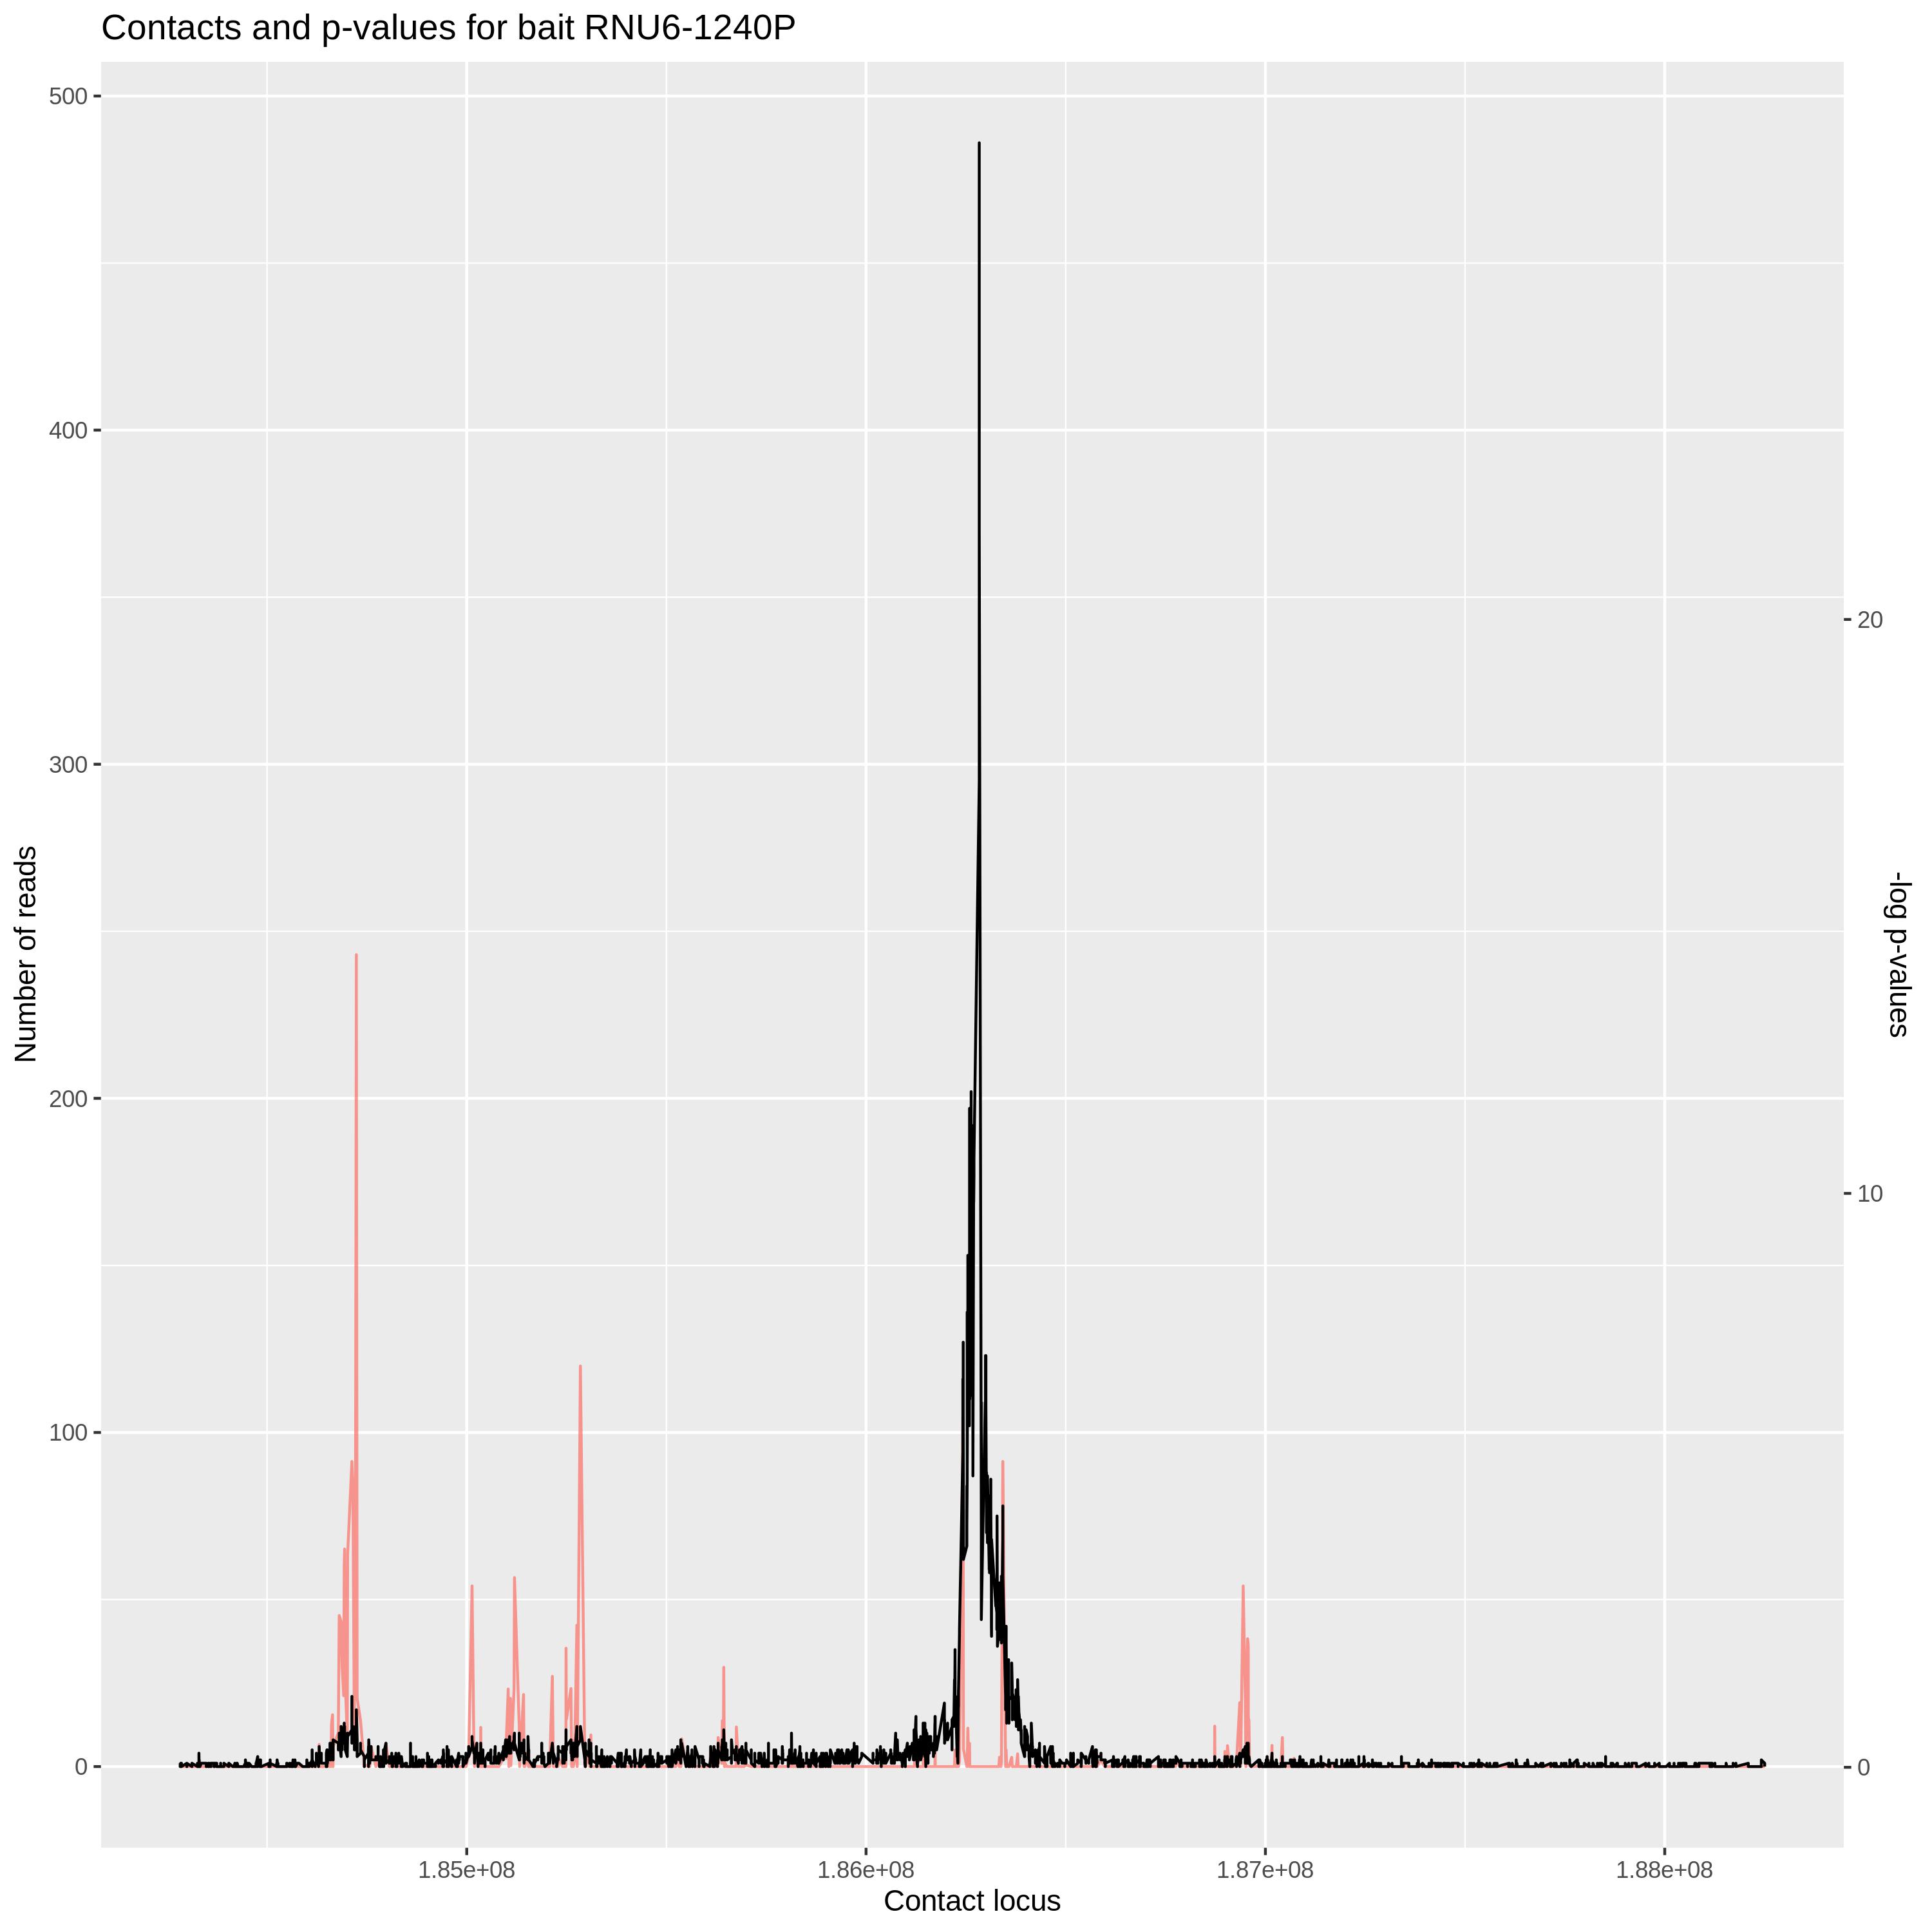 Contacts and p-values for bait RNU6-1240P
500
400
300
200
100
0
Number of reads
20
10
0
-log p-values
1.85e+08
1.86e+08
1.87e+08
1.88e+08
Contact locus